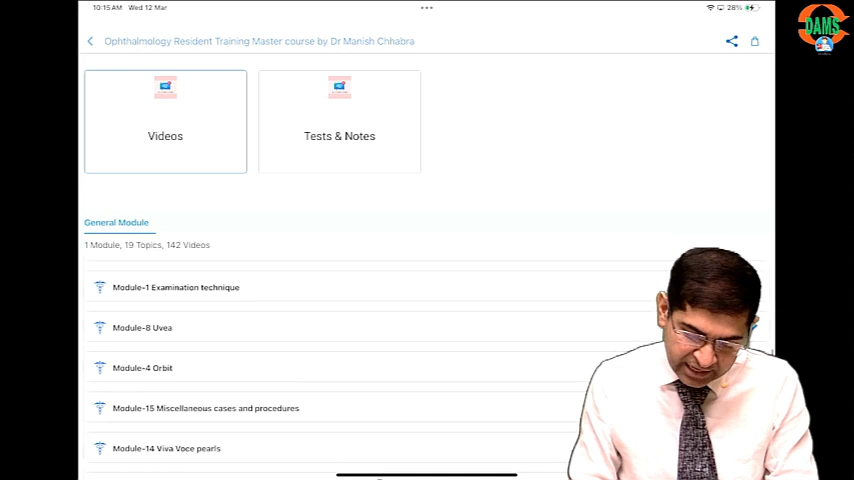 10:15 AM Wed 12 Mar
28%
Ophthalmology Resident Training Master course by Dr Manish Chhabra
DAMS
Videos
Tests & Notes
General Module
1 Module, 19 Topics, 142 Videos
Module-1 Examination technique
Module-8 Uvea
Module-4 Orbit
Module-15 Miscellaneous cases and procedures
Module-14 Viva Voce pearls